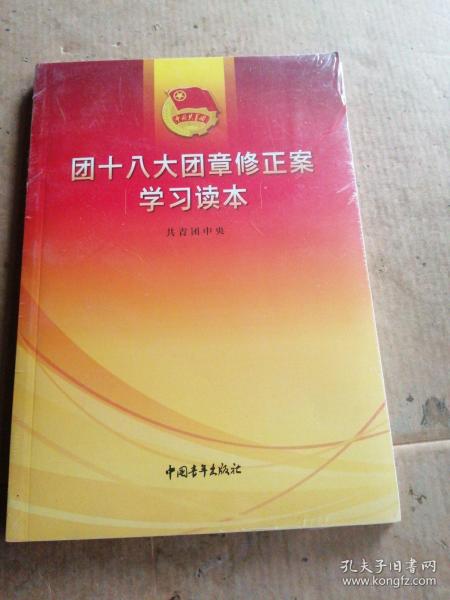 中国共青团
团十八大团章修正案
学习读本
共青团中央
中国青年出版社
孔夫子旧书网
www.kongfz.com